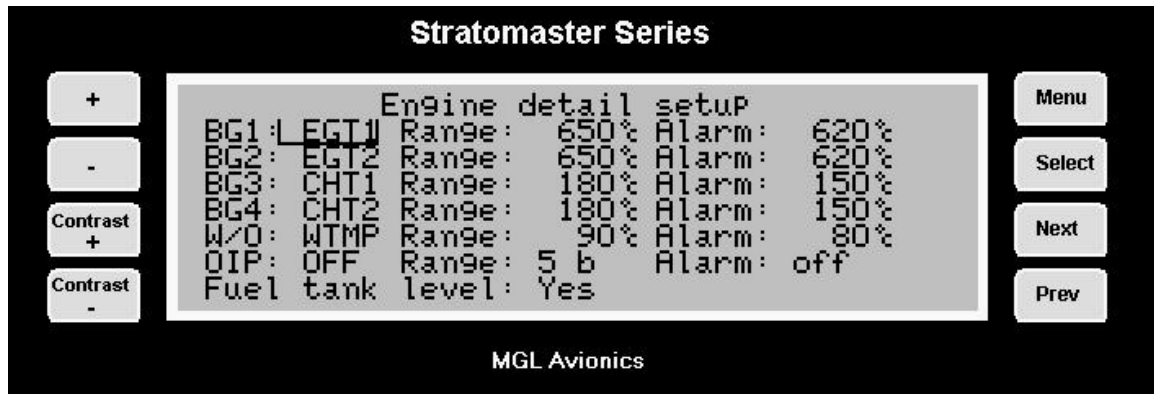 Stratomaster Series
+
-
Contrast
+
Contrast
-
Engine detail setup
BG1: EGT1 Range: 650°c Alarm: 620°c
BG2: EGT2 Range: 650°c Alarm: 620°c
BG3: CHT1 Range: 180°c Alarm: 150°c
BG4: CHT2 Range: 180°c Alarm: 150°c
W/O: WTMP Range: 90°c Alarm: 80°c
OIP: OFF Range: 5 b Alarm: off
Fuel tank level: Yes
Menu
Select
Next
Prev
MGL Avionics